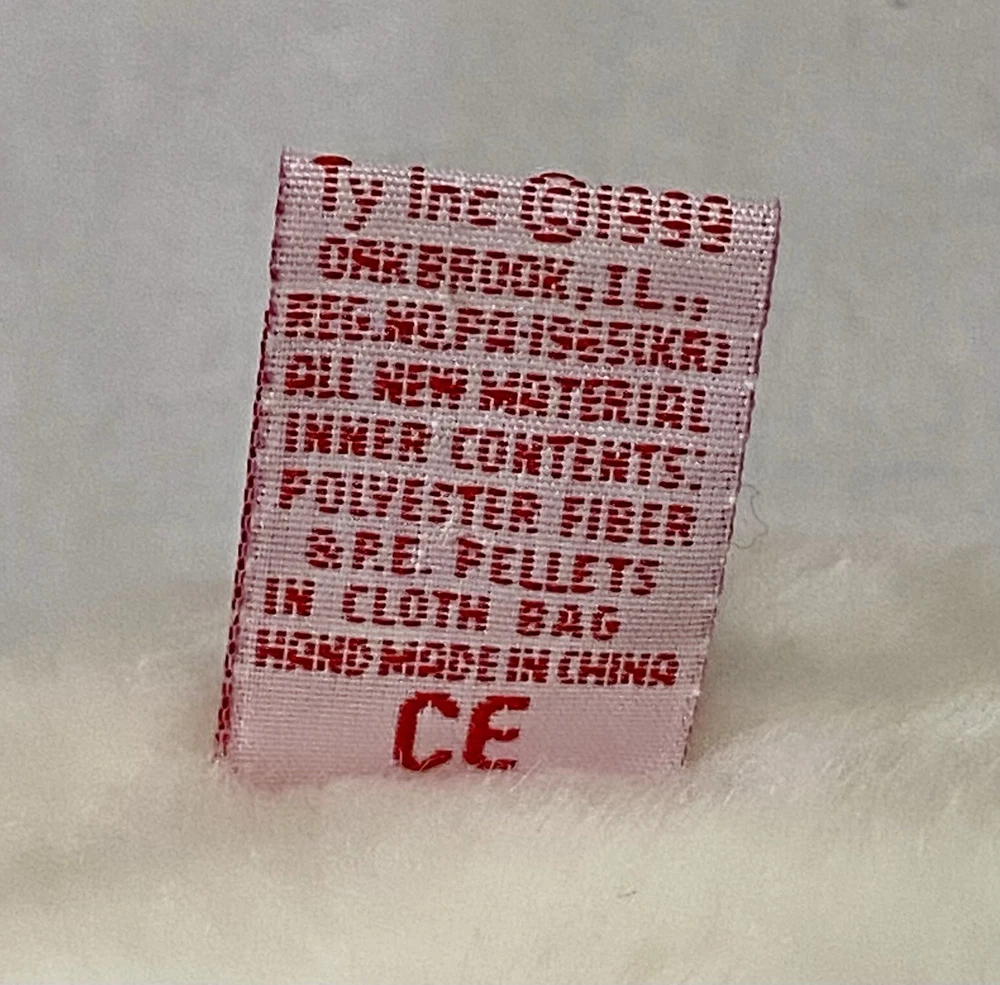 Ty Inc ©1999
OAKBROOK, IL.,
REG.NO,PA.1965(KR)
ALL NEW MATERIAL
INNER CONTENTS:
POLYESTER FIBER
& P.E. PELLETS
IN CLOTH BAG
HAND MADE IN CHINA
CE